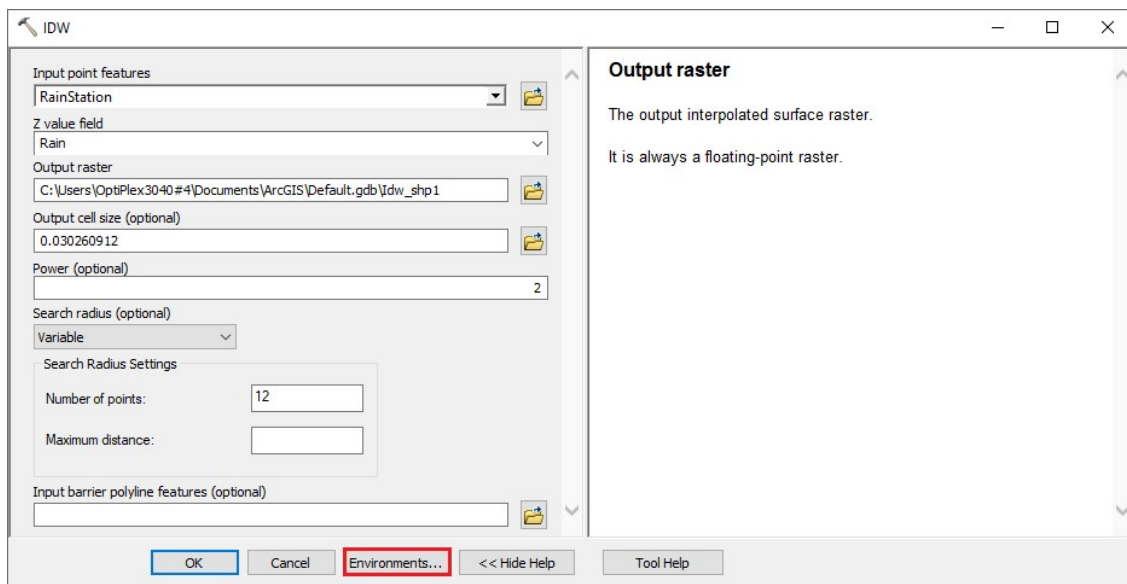 IDW
Input point features
RainStation
Z value field
Rain
Output raster
C:\Users\OptiPlex3040#4\Documents\ArcGIS\Default.gdb\Idw_shp1
Output cell size (optional)
0.030260912
Power (optional)
2
Search radius (optional)
Variable
Search Radius Settings
Number of points:
12
Maximum distance:
Input barrier polyline features (optional)
Output raster
The output interpolated surface raster.
It is always a floating-point raster.
OK
Cancel
Environments...
<< Hide Help
Tool Help